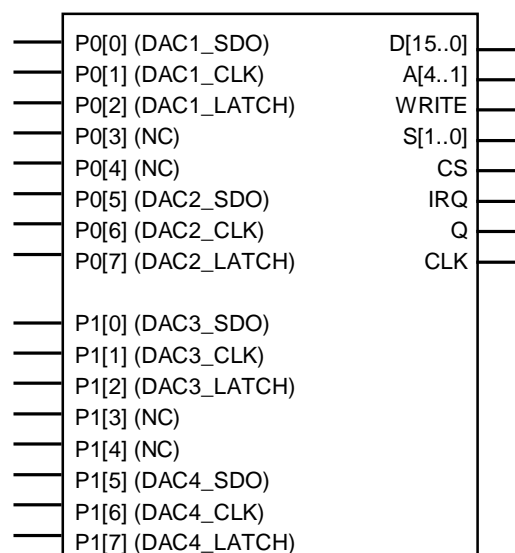 P0[0] (DAC1_SDO) D[15..0]
P0[1] (DAC1_CLK) A[4..1]
P0[2] (DAC1_LATCH) WRITE
P0[3] (NC) S[1..0]
P0[4] (NC) CS
P0[5] (DAC2_SDO) IRQ
P0[6] (DAC2_CLK) Q
P0[7] (DAC2_LATCH) CLK
P1[0] (DAC3_SDO)
P1[1] (DAC3_CLK)
P1[2] (DAC3_LATCH)
P1[3] (NC)
P1[4] (NC)
P1[5] (DAC4_SDO)
P1[6] (DAC4_CLK)
P1[7] (DAC4_LATCH)